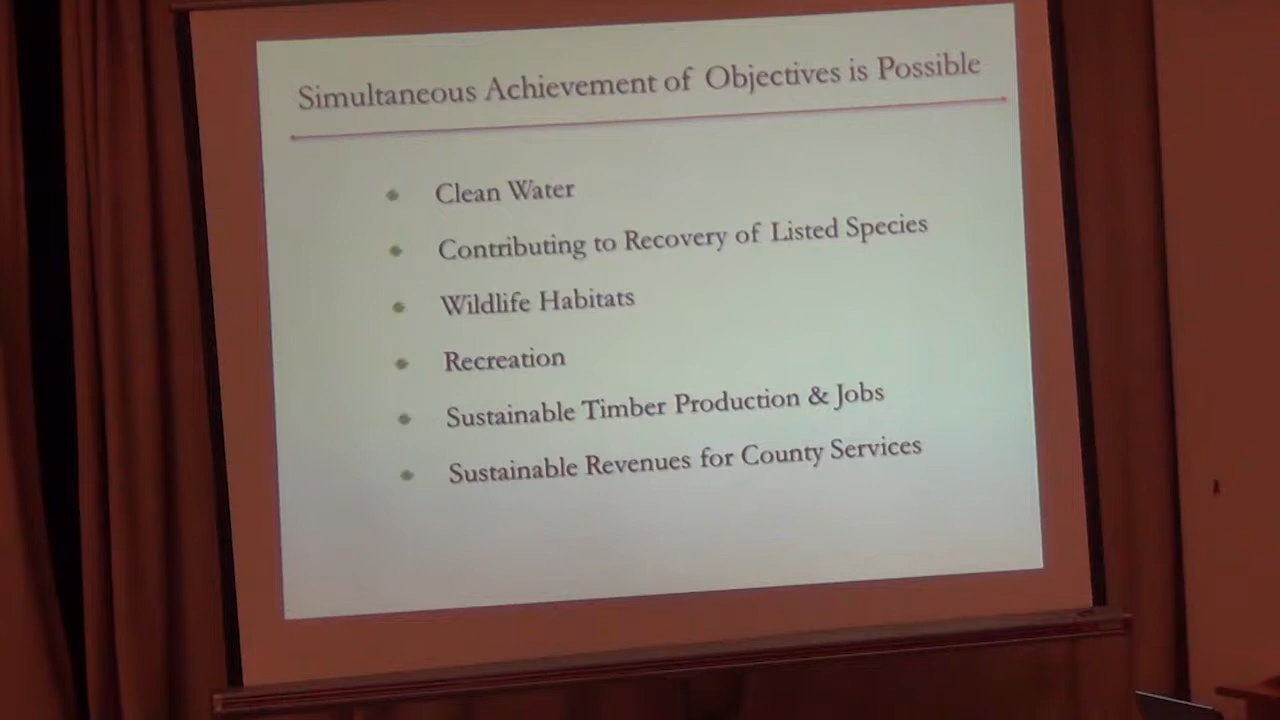 Simultaneous Achievement of Objectives is Possible
Clean Water
Contributing to Recovery of Listed Species
Wildlife Habitats
Recreation
Sustainable Timber Production & Jobs
Sustainable Revenues for County Services